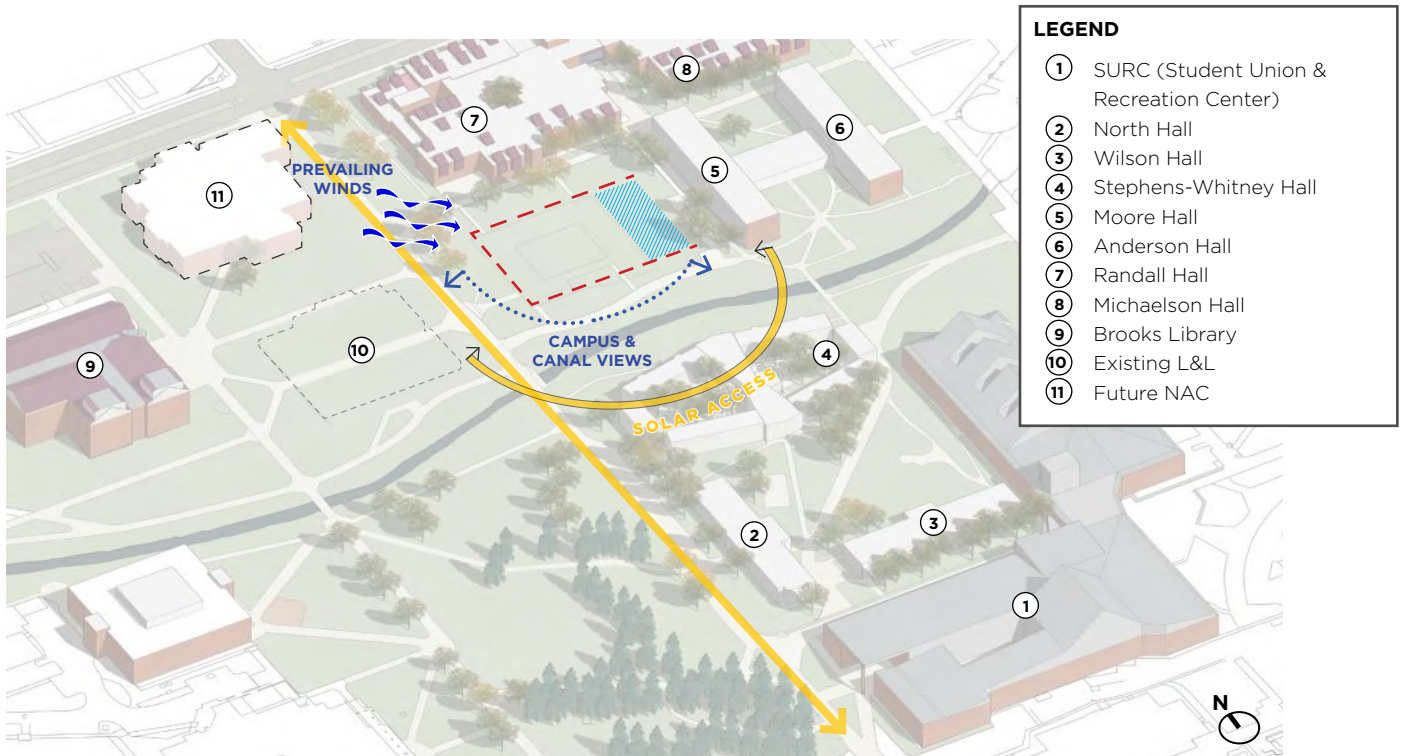 LEGEND
1 SURC (Student Union &
Recreation Center)
2 North Hall
3 Wilson Hall
4 Stephens-Whitney Hall
5 Moore Hall
6 Anderson Hall
7 Randall Hall
8 Michaelson Hall
9 Brooks Library
10 Existing L&L
11 Future NAC
8
7
6
5
11
PREVAILING
WINDS
CAMPUS &
CANAL VIEWS
10
9
4
SOLAR ACCESS
2
3
1
N